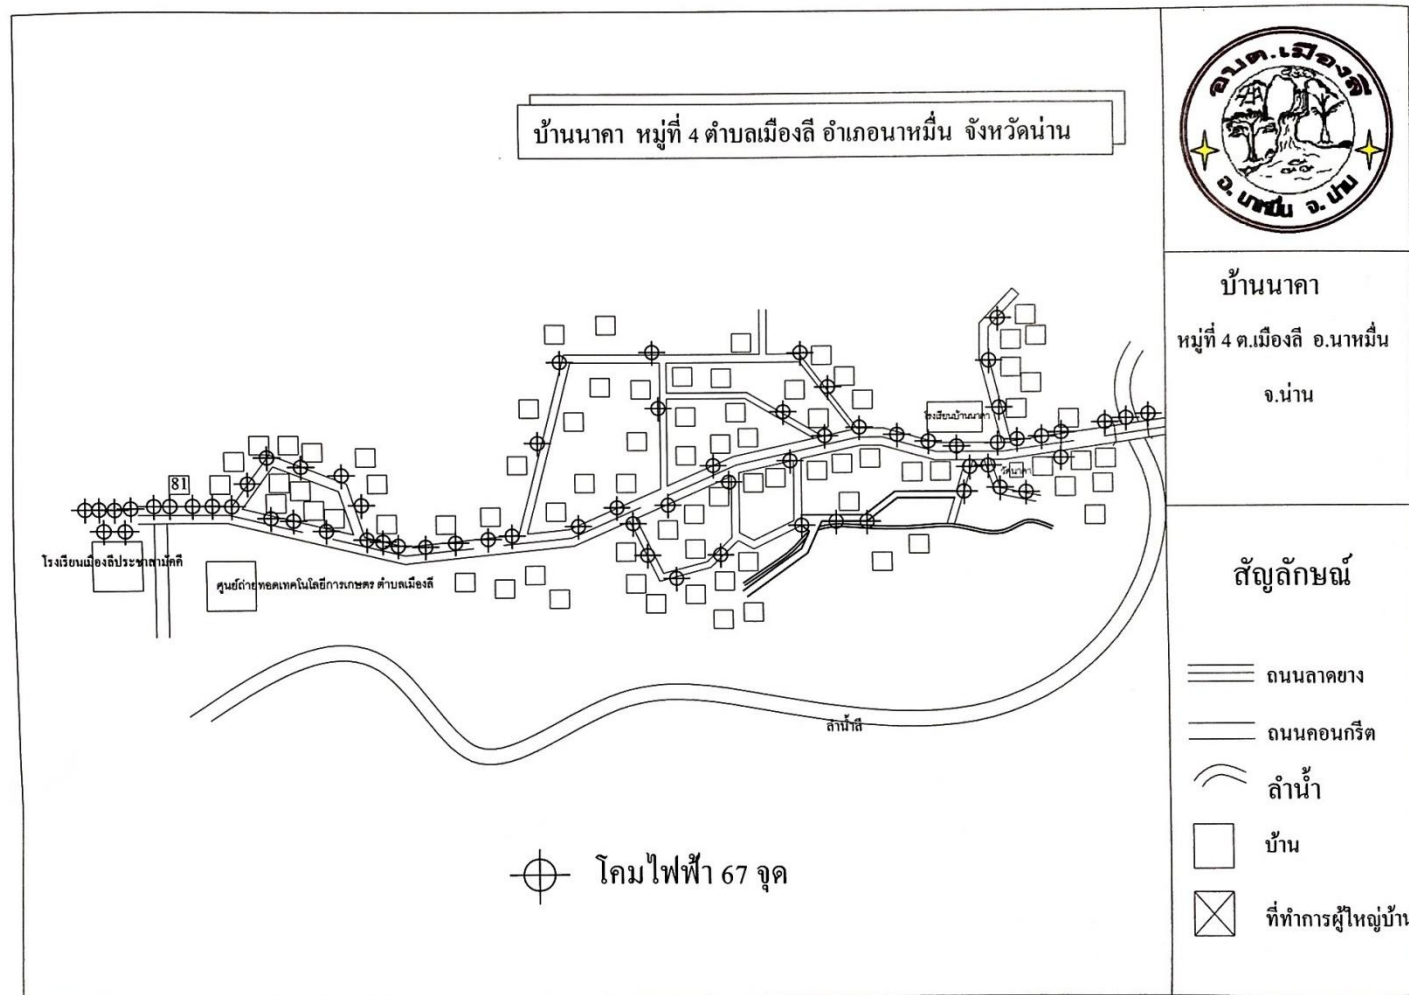 บ้านนาคา หมู่ที่ 4 ตำบลเมืองลี อำเภอนาหมื่น จังหวัดน่าน
อบต.เมืองลี
อ. นาหมื่น จ. น่าน
บ้านนาคา
หมู่ที่ 4 ต.เมืองลี อ.นาหมื่น
จ.น่าน
โรงเรียนบ้านนาคา
วัดนาคา
81
โรงเรียนเมืองลีประชาสามัคคี
ศูนย์ถ่ายทอดเทคโนโลยีการเกษตร ตำบลเมืองลี
ลำน้ำลี
โคมไฟฟ้า 67 จุด
สัญลักษณ์
ถนนลาดยาง
ถนนคอนกรีต
ลำน้ำ
บ้าน
ที่ทำการผู้ใหญ่บ้าน